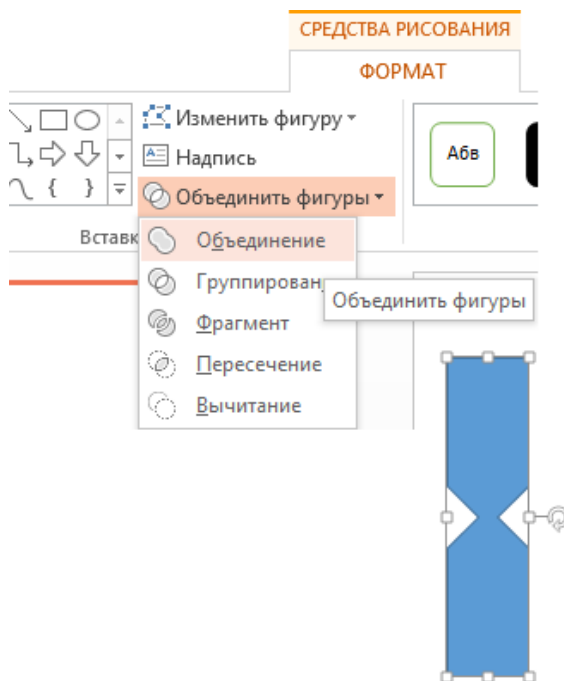 СРЕДСТВА РИСОВАНИЯ
ФОРМАТ
Изменить фигуру
Надпись
Абв
Объединить фигуры
Вставк
Объединение
Группирован
Объединить фигуры
Фрагмент
Пересечение
Вычитание